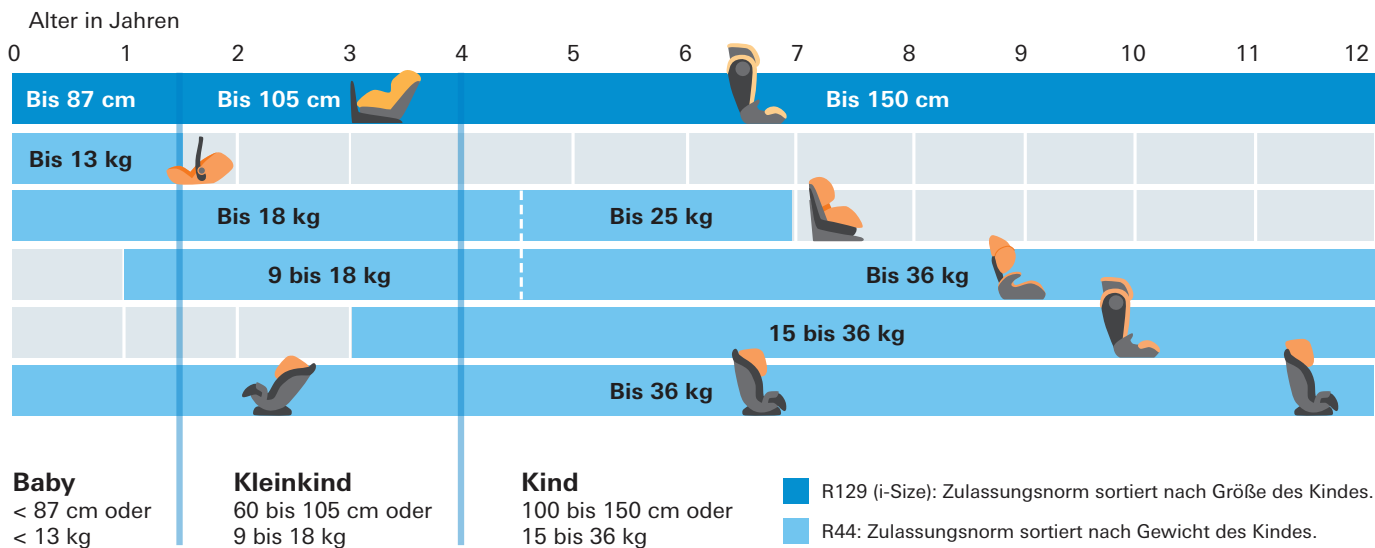 Alter in Jahren
0 1 2 3 4 5 6 7 8 9 10 11 12
Bis 87 cm Bis 105 cm Bis 150 cm
Bis 13 kg
Bis 18 kg Bis 25 kg
9 bis 18 kg Bis 36 kg
15 bis 36 kg
Bis 36 kg
Baby
< 87 cm oder
< 13 kg
Kleinkind
60 bis 105 cm oder
9 bis 18 kg
Kind
100 bis 150 cm oder
15 bis 36 kg
R129 (i-Size): Zulassungsnorm sortiert nach Größe des Kindes.
R44: Zulassungsnorm sortiert nach Gewicht des Kindes.